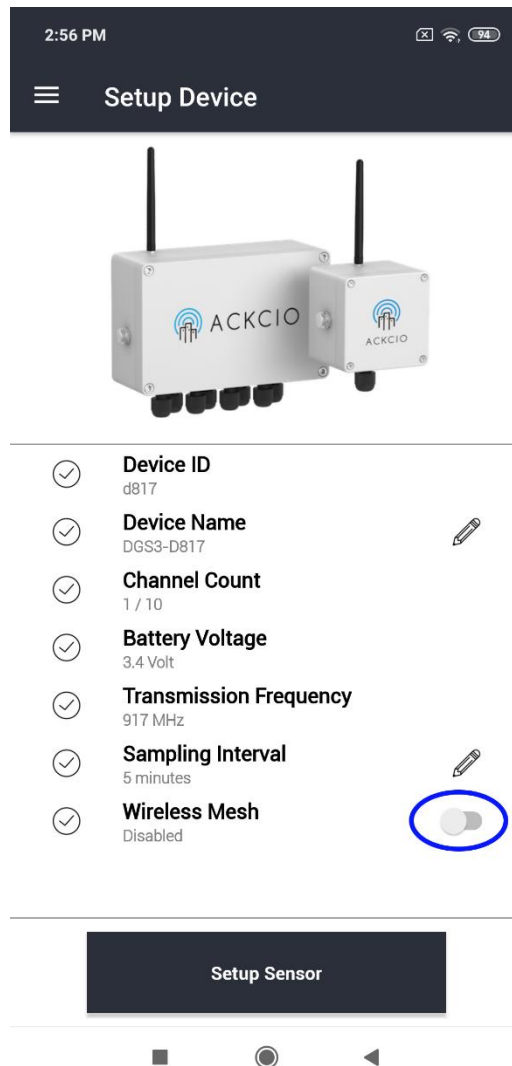 2:56 PM
94
Setup Device
ACKCIO
ACKCIO
Device ID
d817
Device Name
DGS3-D817
Channel Count
1 / 10
Battery Voltage
3.4 Volt
Transmission Frequency
917 MHz
Sampling Interval
5 minutes
Wireless Mesh
Disabled
Setup Sensor